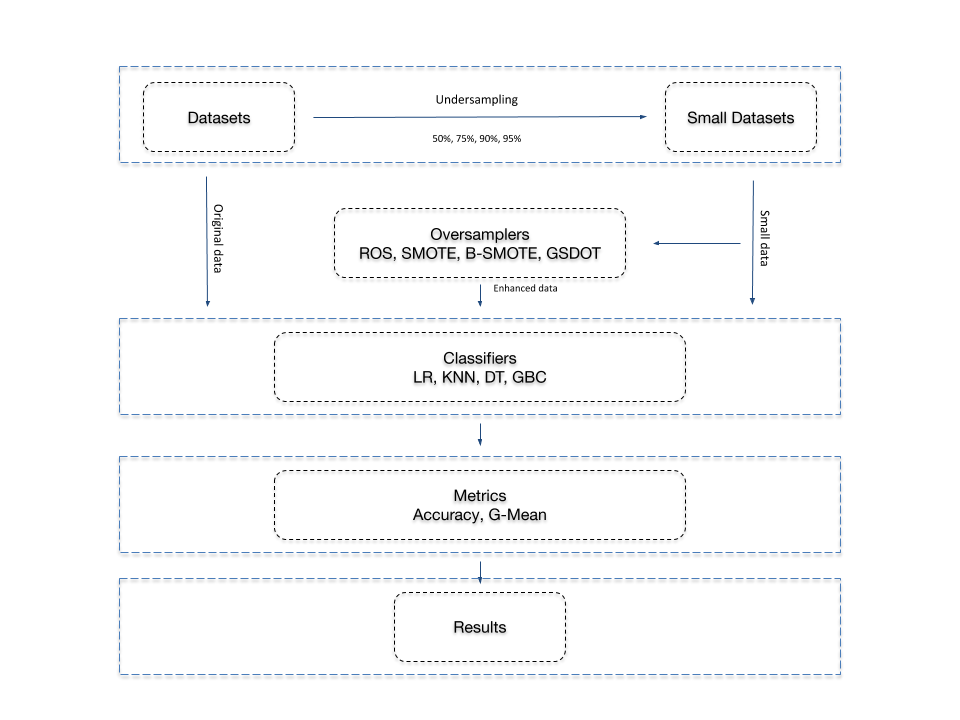 Datasets
Undersampling
50%, 75%, 90%, 95%
Small Datasets
Original data
Oversamplers
ROS, SMOTE, B-SMOTE, GSDOT
Small data
Enhanced data
Classifiers
LR, KNN, DT, GBC
Metrics
Accuracy, G-Mean
Results